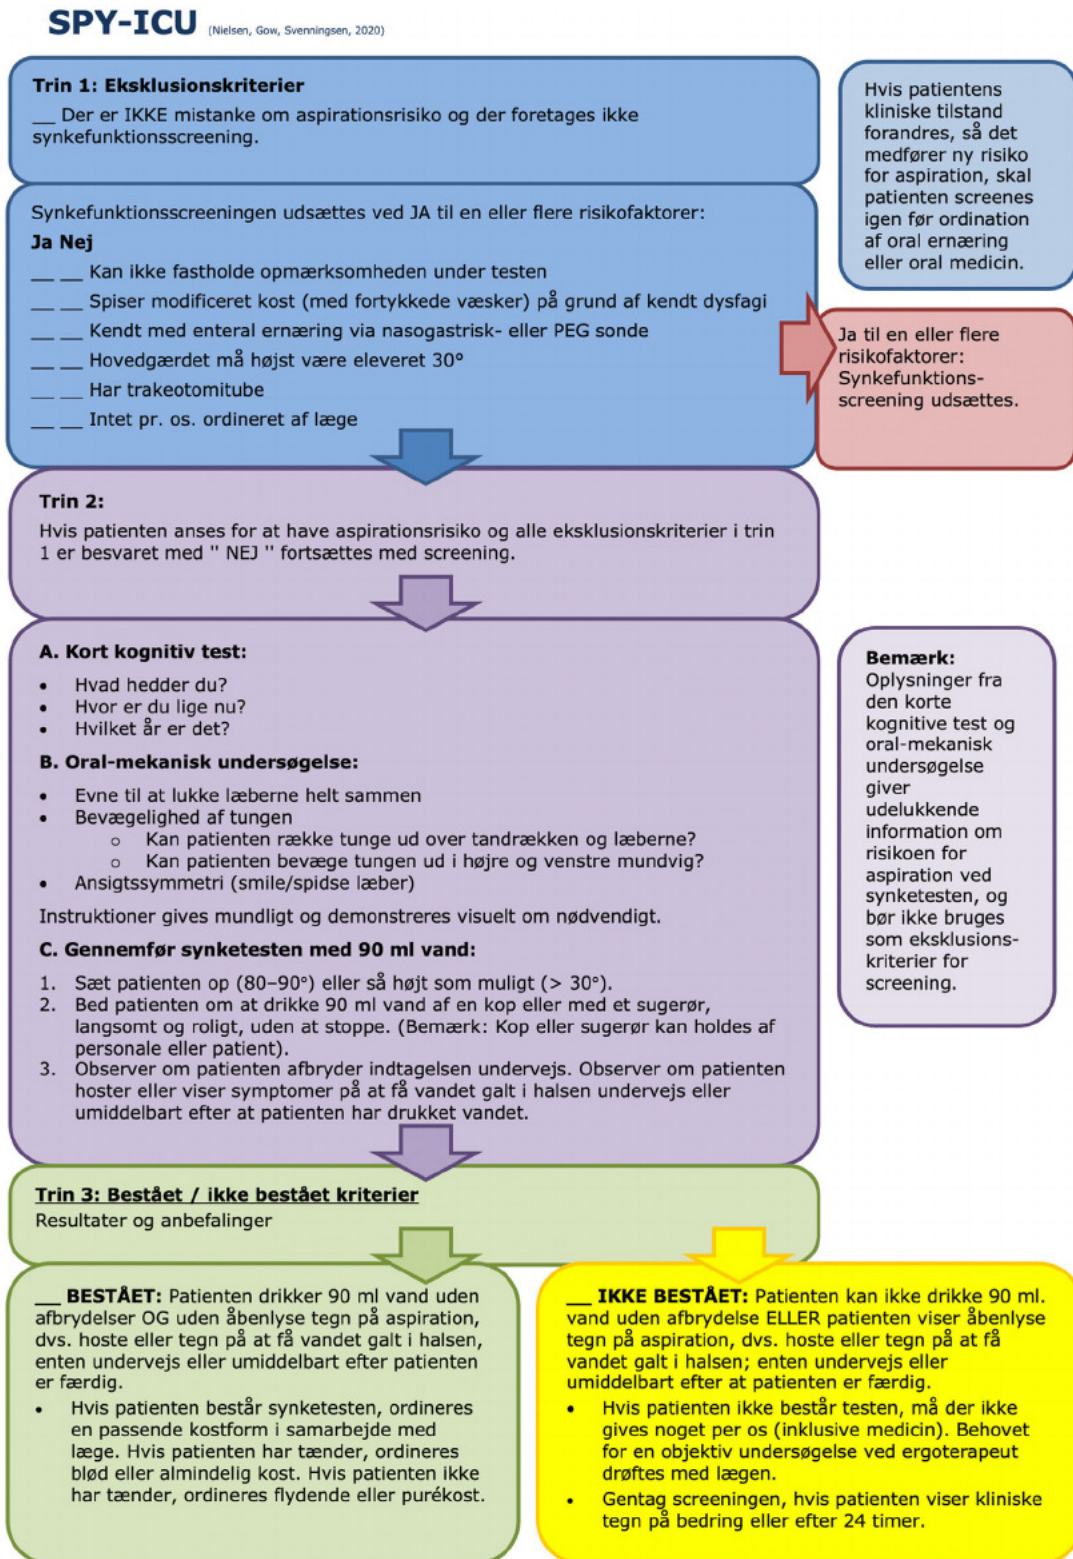 SPY-ICU (Nielsen, Gow, Svenningsen, 2020)
Trin 1: Eksklusionskriterier
__ Der er IKKE mistanke om aspirationsrisiko og der foretages ikke
synkefunktionsscreening.
Hvis patientens
kliniske tilstand
forandres, så det
medfører ny risiko
for aspiration, skal
patienten screenes
igen før ordination
af oral ernæring
eller oral medicin.
Synkefunktionsscreeningen udsættes ved JA til en eller flere risikofaktorer:
Ja Nej
__ __ Kan ikke fastholde opmærksomheden under testen
__ __ Spiser modificeret kost (med fortykkede væsker) på grund af kendt dysfagi
__ __ Kendt med enteral ernæring via nasogastrisk- eller PEG sonde
__ __ Hovedgærdet må højst være eleveret 30°
__ __ Har trakeotomitube
__ __ Intet pr. os. ordineret af læge
Ja til en eller flere
risikofaktorer:
Synkefunktions-
screening udsættes.
Trin 2:
Hvis patienten anses for at have aspirationsrisiko og alle eksklusionskriterier i trin
1 er besvaret med " NEJ " fortsættes med screening.
A. Kort kognitiv test:
• Hvad hedder du?
• Hvor er du lige nu?
• Hvilket år er det?
B. Oral-mekanisk undersøgelse:
• Evne til at lukke læberne helt sammen
• Bevægelighed af tungen
o Kan patienten række tunge ud over tandrækken og læberne?
o Kan patienten bevæge tungen ud i højre og venstre mundvig?
• Ansigtssymmetri (smile/spidse læber)
Instruktioner gives mundligt og demonstreres visuelt om nødvendigt.
C. Gennemfør synketesten med 90 ml vand:
1. Sæt patienten op (80–90°) eller så højt som muligt (> 30°).
2. Bed patienten om at drikke 90 ml vand af en kop eller med et sugerør,
langsomt og roligt, uden at stoppe. (Bemærk: Kop eller sugerør kan holdes af
personale eller patient).
3. Observer om patienten afbryder indtagelsen undervejs. Observer om patienten
hoster eller viser symptomer på at få vandet galt i halsen undervejs eller
umiddelbart efter at patienten har drukket vandet.
Bemærk:
Oplysninger fra
den korte
kognitive test og
oral-mekanisk
undersøgelse
giver
udelukkende
information om
risikoen for
aspiration ved
synketesten, og
bør ikke bruges
som eksklusions-
kriterier for
screening.
Trin 3: Bestået / ikke bestået kriterier
Resultater og anbefalinger
__ BESTÅET: Patienten drikker 90 ml vand uden
afbrydelser OG uden åbenlyse tegn på aspiration,
dvs. hoste eller tegn på at få vandet galt i halsen,
enten undervejs eller umiddelbart efter patienten
er færdig.
• Hvis patienten består synketesten, ordineres
en passende kostform i samarbejde med
læge. Hvis patienten har tænder, ordineres
blød eller almindelig kost. Hvis patienten ikke
har tænder, ordineres flydende eller purékost.
__ IKKE BESTÅET: Patienten kan ikke drikke 90 ml.
vand uden afbrydelse ELLER patienten viser åbenlyse
tegn på aspiration, dvs. hoste eller tegn på at få
vandet galt i halsen; enten undervejs eller
umiddelbart efter at patienten er færdig.
• Hvis patienten ikke består testen, må der ikke
gives noget per os (inklusive medicin). Behovet
for en objektiv undersøgelse ved ergoterapeut
drøftes med lægen.
• Gentag screeningen, hvis patienten viser kliniske
tegn på bedring eller efter 24 timer.